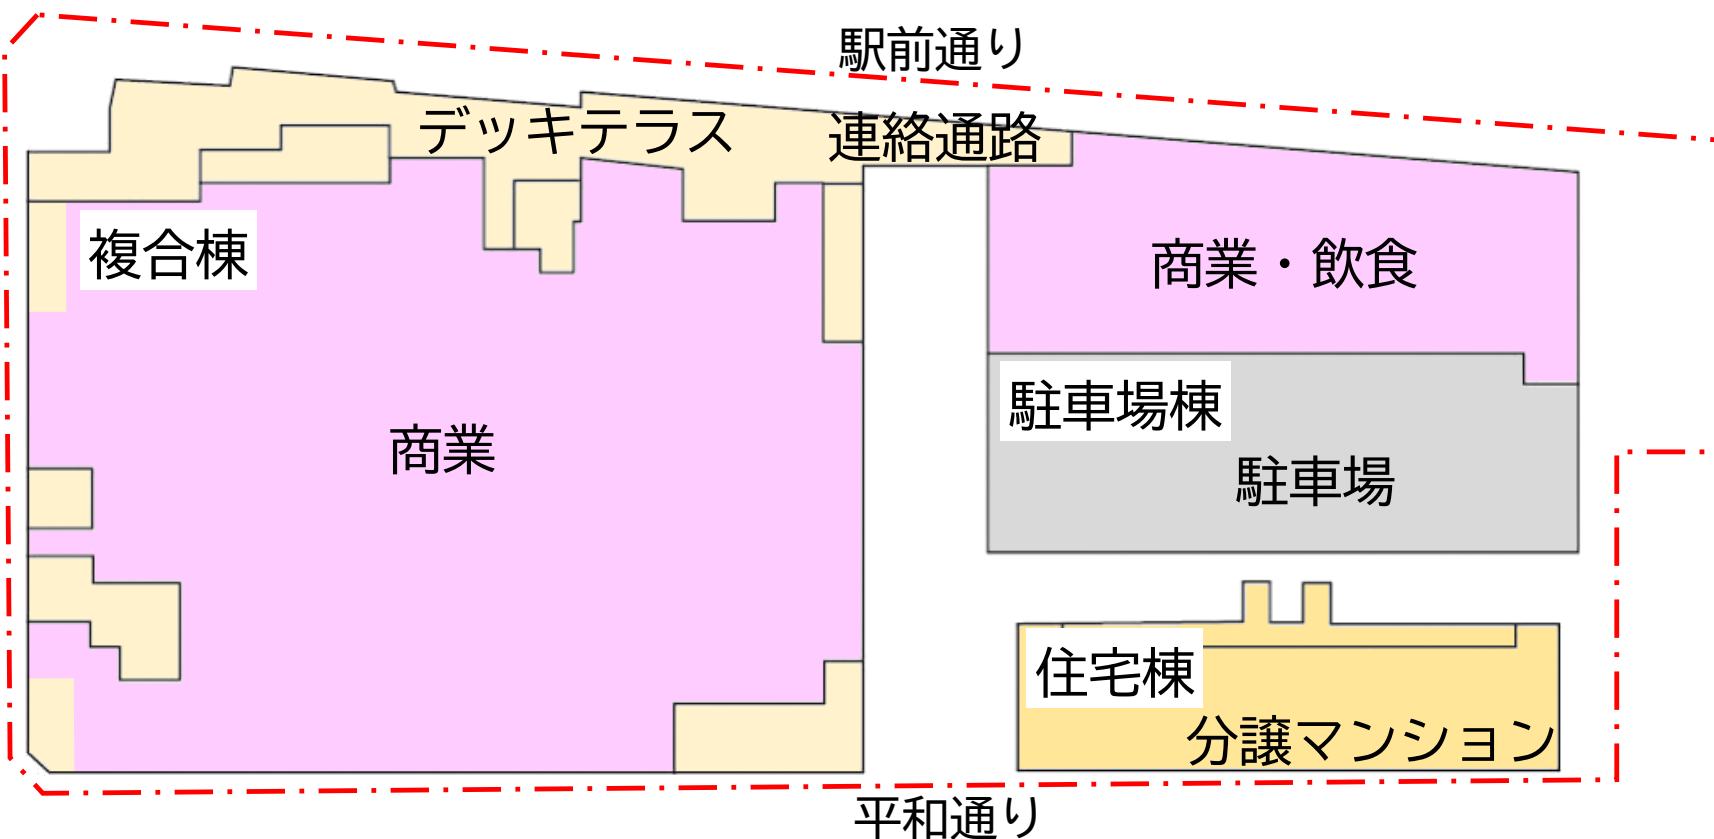 駅前通り
デッキテラス
連絡通路
複合棟
商業・飲食
駐車場棟
商業
駐車場
住宅棟
分譲マンション
平和通り